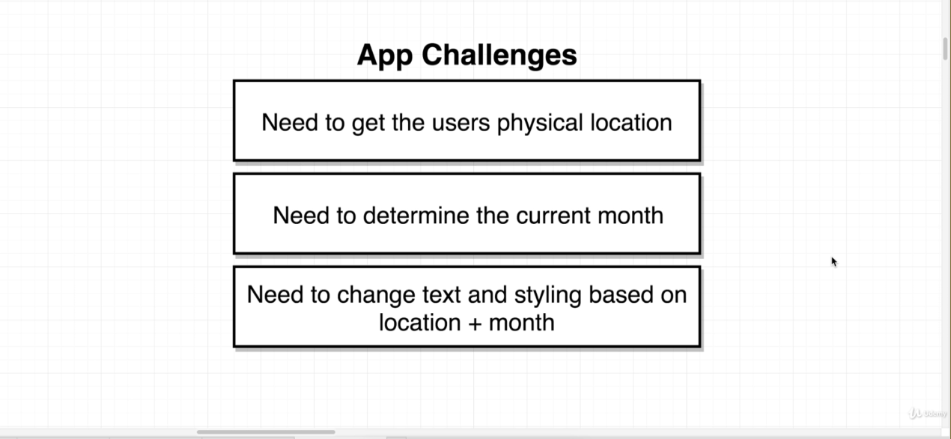 App Challenges
Need to get the users physical location
Need to determine the current month
Need to change text and styling based on
location + month
Udemy